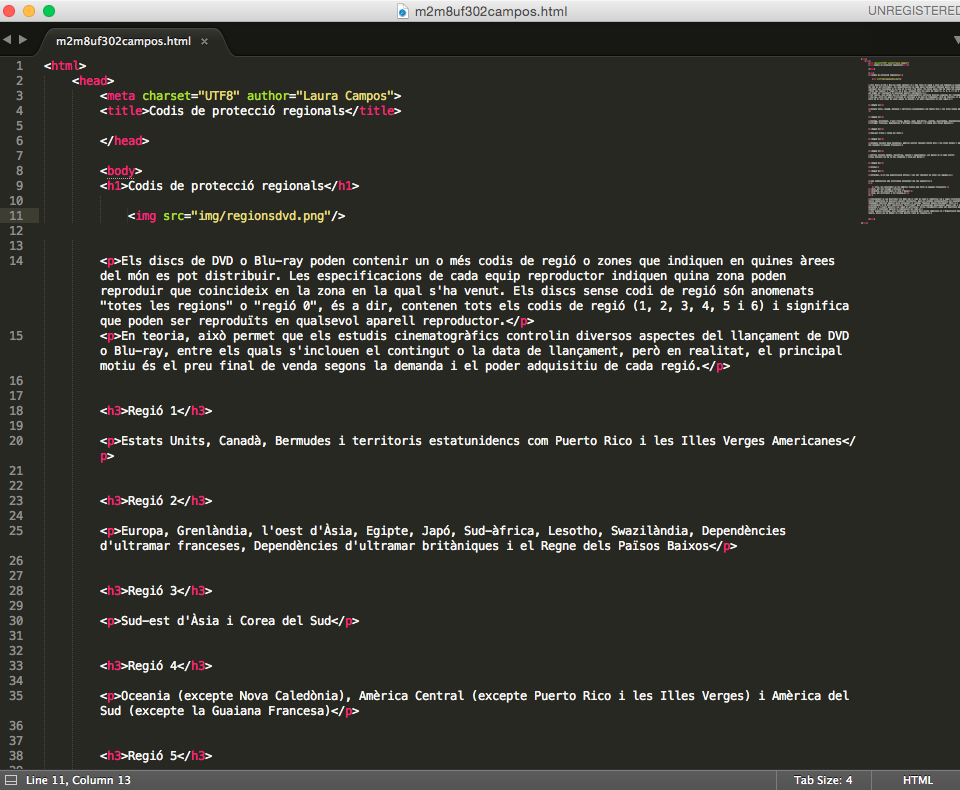 m2m8uf302campos.html
UNREGISTERED
m2m8uf302campos.html ×
1 <html>
2 <head>
3 <meta charset="UTF8" author="Laura Campos">
4 <title>Codis de protecció regionals</title>
5
6 </head>
7
8 <body>
9 <h1>Codis de protecció regionals</h1>
10
11 <img src="img/regionsdvd.png"/>
12
13
14 <p>Els discs de DVD o Blu-ray poden contenir un o més codis de regió o zones que indiquen en quines àrees
del món es pot distribuir. Les especificacions de cada equip reproductor indiquen quina zona poden
reproduir que coincideix en la zona en la qual s'ha venut. Els discs sense codi de regió són anomenats
"totes les regions" o "regió 0", és a dir, contenen tots els codis de regió (1, 2, 3, 4, 5 i 6) i significa
que poden ser reproduïts en qualsevol aparell reproductor.</p>
15 <p>En teoria, això permet que els estudis cinematogràfics controlin diversos aspectes del llançament de DVD
o Blu-ray, entre els quals s'inclouen el contingut o la data de llançament, però en realitat, el principal
motiu és el preu final de venda segons la demanda i el poder adquisitiu de cada regió.</p>
16
17
18 <h3>Regió 1</h3>
19
20 <p>Estats Units, Canadà, Bermudes i territoris estatunidencs com Puerto Rico i les Illes Verges Americanes</
p>
21
22
23 <h3>Regió 2</h3>
24
25 <p>Europa, Grenlàndia, l'oest d'Àsia, Egipte, Japó, Sud-àfrica, Lesotho, Swazilàndia, Dependències
d'ultramar franceses, Dependències d'ultramar britàniques i el Regne dels Països Baixos</p>
26
27
28 <h3>Regió 3</h3>
29
30 <p>Sud-est d'Àsia i Corea del Sud</p>
31
32
33 <h3>Regió 4</h3>
34
35 <p>Oceania (excepte Nova Caledònia), Amèrica Central (excepte Puerto Rico i les Illes Verges) i Amèrica del
Sud (excepte la Guaiana Francesa)</p>
36
37
38 <h3>Regió 5</h3>
39
Line 11, Column 13
Tab Size: 4
HTML